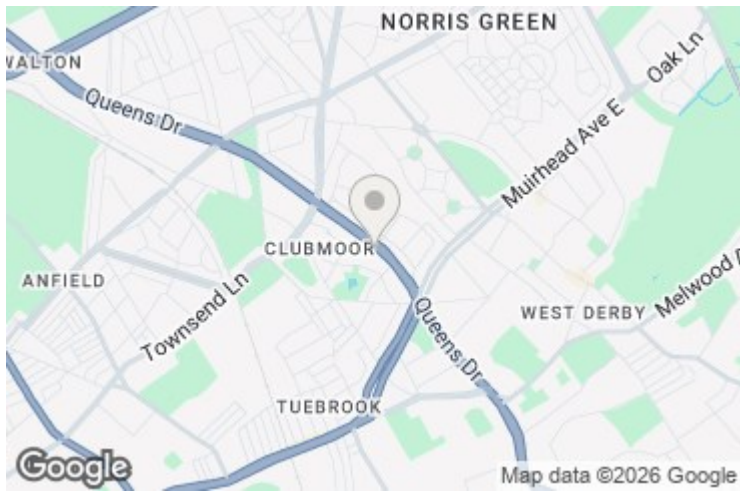 NORRIS GREEN
WALTON
Oak Ln
Queens Dr
Muirhead Ave E
CLUBMOOR
ANFIELD
Townsend Ln
Queens Dr
WEST DERBY
Melwood
TUEBROOK
Google
Map data ©2026 Google